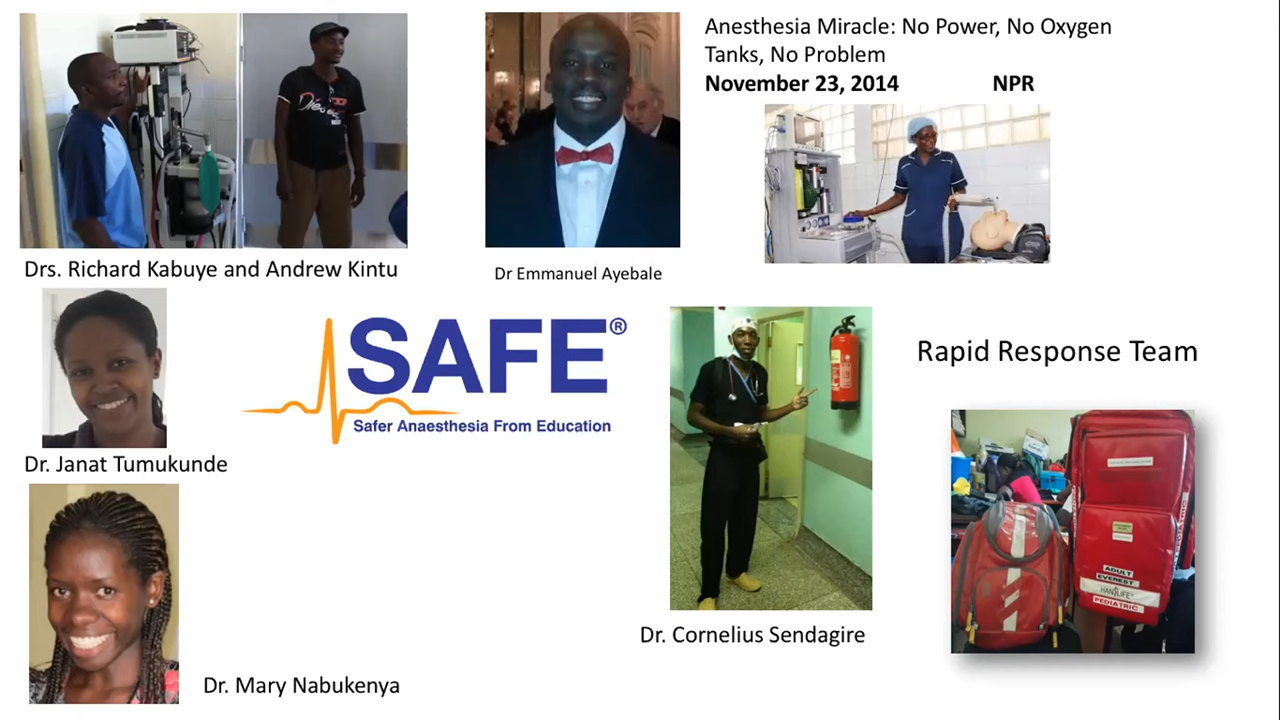 Anesthesia Miracle: No Power, No Oxygen
Tanks, No Problem
November 23, 2014 NPR
Drs. Richard Kabuye and Andrew Kintu
Dr Emmanuel Ayebale
SAFE®
Safer Anaesthesia From Education
Rapid Response Team
Dr. Janat Tumukunde
ADULT
EVEREST
PEDIATRIC
Dr. Cornelius Sendagire
Dr. Mary Nabukenya